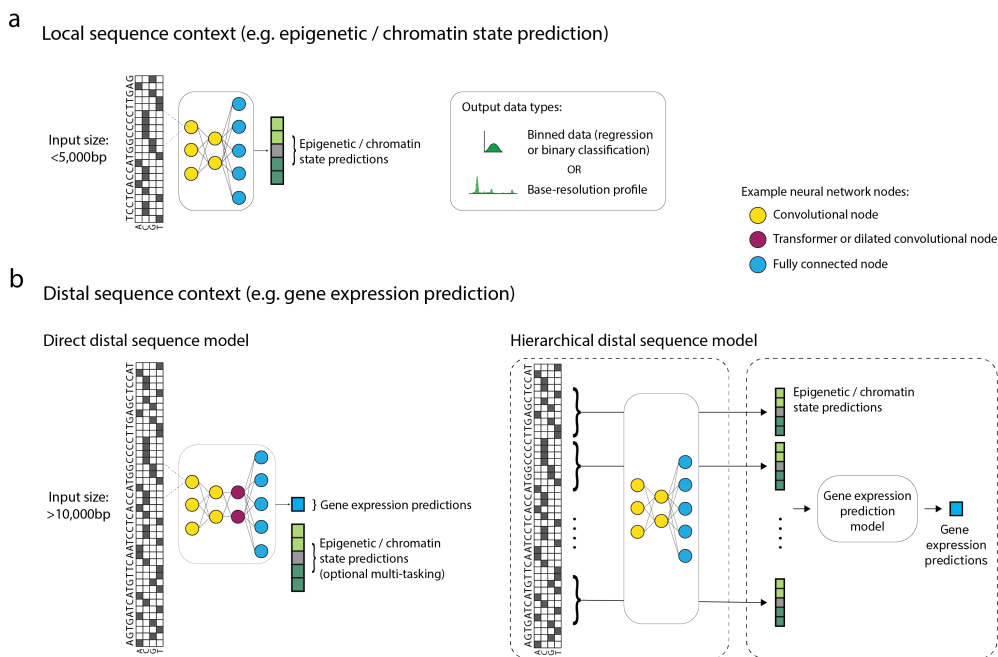 a
Local sequence context (e.g. epigenetic / chromatin state prediction)
TCCTCACCATGGCCCCTTGAG
A C G T
Input size:
<5,000bp
Epigenetic / chromatin
state predictions
Output data types:
Binned data (regression
or binary classification)
OR
Base-resolution profile
Example neural network nodes:
Convolutional node
Transformer or dilated convolutional node
Fully connected node
b
Distal sequence context (e.g. gene expression prediction)
Direct distal sequence model
AGTGATCATGTTCAATCCTCACCATGGCCCCTTGAGCTCCAT
A C G T
Input size:
>10,000bp
Gene expression predictions
Epigenetic / chromatin
state predictions
(optional multi-tasking)
Hierarchical distal sequence model
AGTGATCATGTTCAATCCTCACCATGGCCCCTTGAGCTCCAT
A C G T
Epigenetic / chromatin
state predictions
Gene expression
prediction
model
Gene
expression
predictions